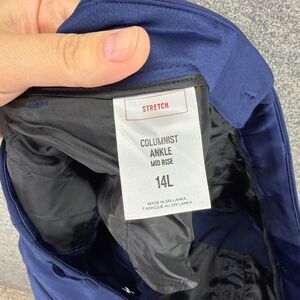 STRETCH
COLUMNIST
ANKLE
MID RISE
14L
MADE IN SRI LANKA
FABRIQUÉ AU SRI LANKA